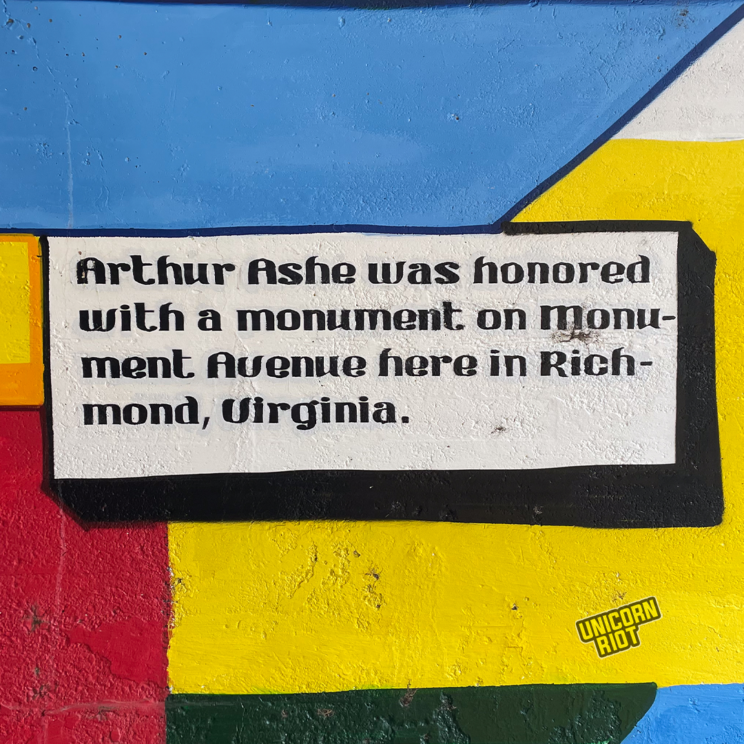 Arthur Ashe was honored
with a monument on Monu-
ment Avenue here in Rich-
mond, Virginia.
UNICORN
RIOT